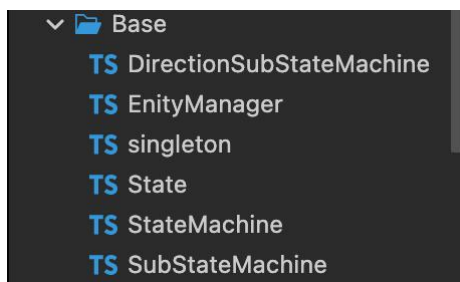 Base
TS DirectionSubStateMachine
TS EnityManager
TS singleton
TS State
TS StateMachine
TS SubStateMachine